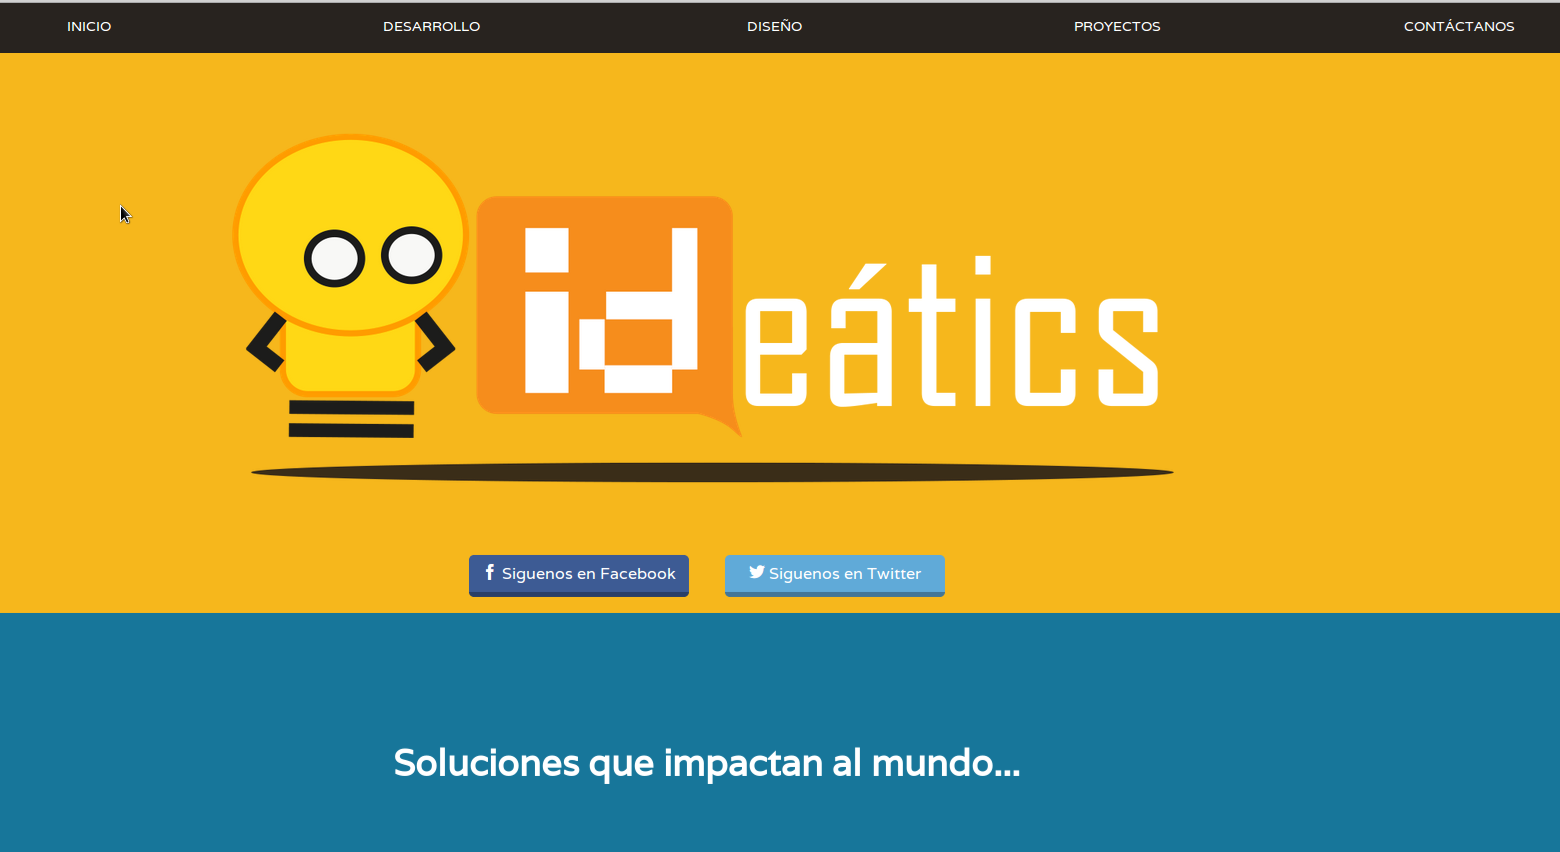 INICIO DESARROLLO DISEÑO PROYECTOS CONTÁCTANOS
ideátics
Siguenos en Facebook Siguenos en Twitter
Soluciones que impactan al mundo...